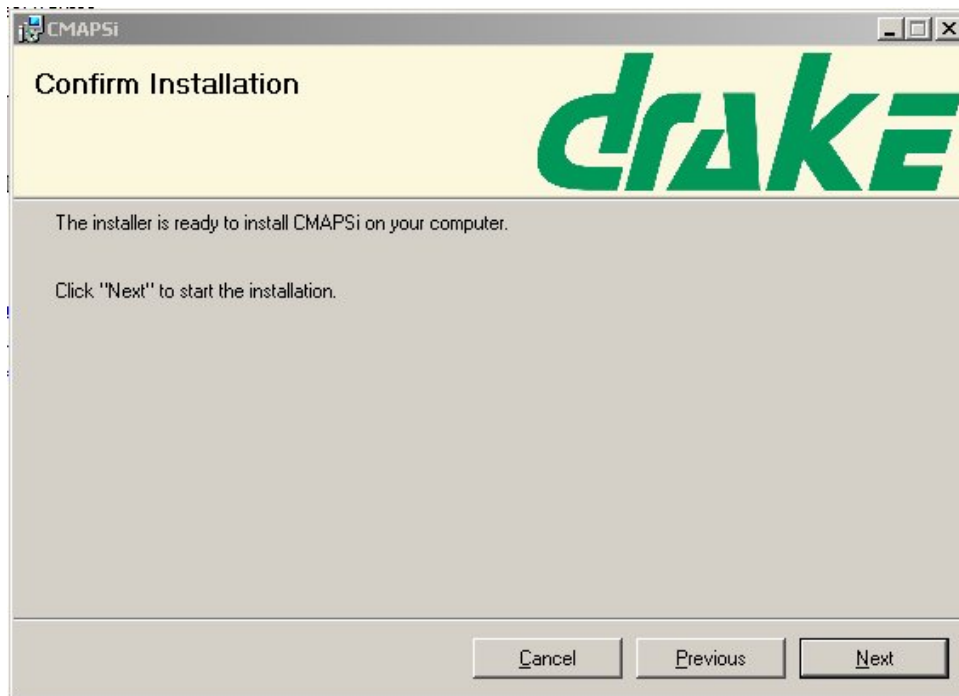 CMAPSi
Confirm Installation
drake
The installer is ready to install CMAPSi on your computer.
Click "Next" to start the installation.
Cancel Previous Next